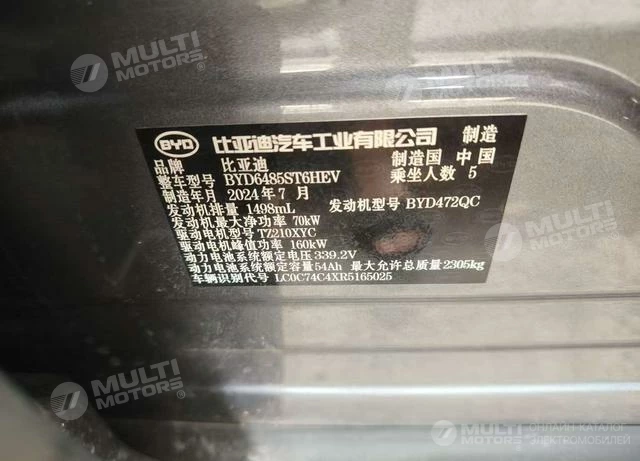 MULTI
MOTORS®
MULTI
MOTORS®
BYD 比亚迪汽车工业有限公司 制造
品牌 比亚迪 制造国 中国
整车型号 BYD6485ST6HEV 乘坐人数 5
制造年月 2024年7月
发动机排量 1498mL 发动机型号 BYD472QC
发动机最大净功率 70kW
驱动电机型号 TZ210XYC
驱动电机峰值功率 160kW
动力电池系统额定电压 339.2V
动力电池系统额定容量 54Ah 最大允许总质量 2305kg
车辆识别代号 LC0C74C4XR5165025
MULTI
MOTORS®
MULTI
MOTORS
ОНЛАЙН-КАТАЛОГ
ЭЛЕКТРОМОБИЛЕЙ